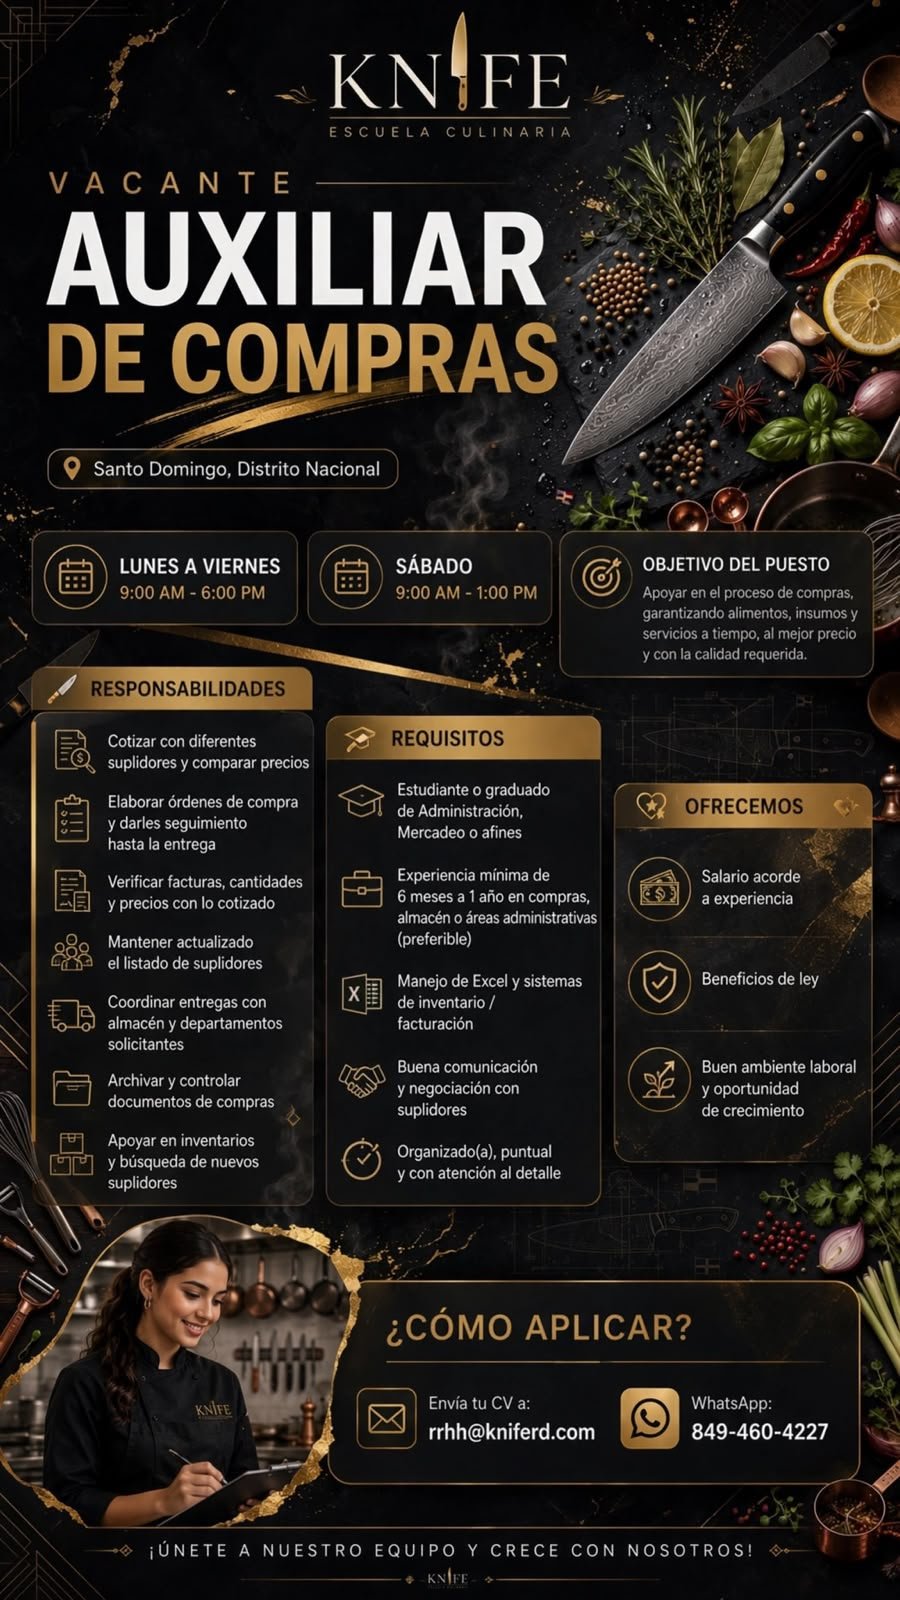 KNIFE
ESCUELA CULINARIA
VACANTE
AUXILIAR
DE COMPRAS
Santo Domingo, Distrito Nacional
LUNES A VIERNES
9:00 AM - 6:00 PM
SÁBADO
9:00 AM - 1:00 PM
OBJETIVO DEL PUESTO
Apoyar en el proceso de compras,
garantizando alimentos, insumos y
servicios a tiempo, al mejor precio
y con la calidad requerida.
RESPONSABILIDADES
Cotizar con diferentes
suplidores y comparar precios
Elaborar órdenes de compra
y darles seguimiento
hasta la entrega
Verificar facturas, cantidades
y precios con lo cotizado
Mantener actualizado
el listado de suplidores
Coordinar entregas con
almacén y departamentos
solicitantes
Archivar y controlar
documentos de compras
Apoyar en inventarios
y búsqueda de nuevos
suplidores
REQUISITOS
Estudiante o graduado
de Administración,
Mercadeo o afines
Experiencia mínima de
6 meses a 1 año en compras,
almacén o áreas administrativas
(preferible)
Manejo de Excel y sistemas
de inventario /
facturación
Buena comunicación
y negociación con
suplidores
Organizado(a), puntual
y con atención al detalle
OFRECEMOS
Salario acorde
a experiencia
Beneficios de ley
Buen ambiente laboral
y oportunidad
de crecimiento
KNIFE
¿CÓMO APLICAR?
Envía tu CV a:
rrhh@kniferd.com
WhatsApp:
849-460-4227
¡ÚNETE A NUESTRO EQUIPO Y CRECE CON NOSOTROS!
KNIFE